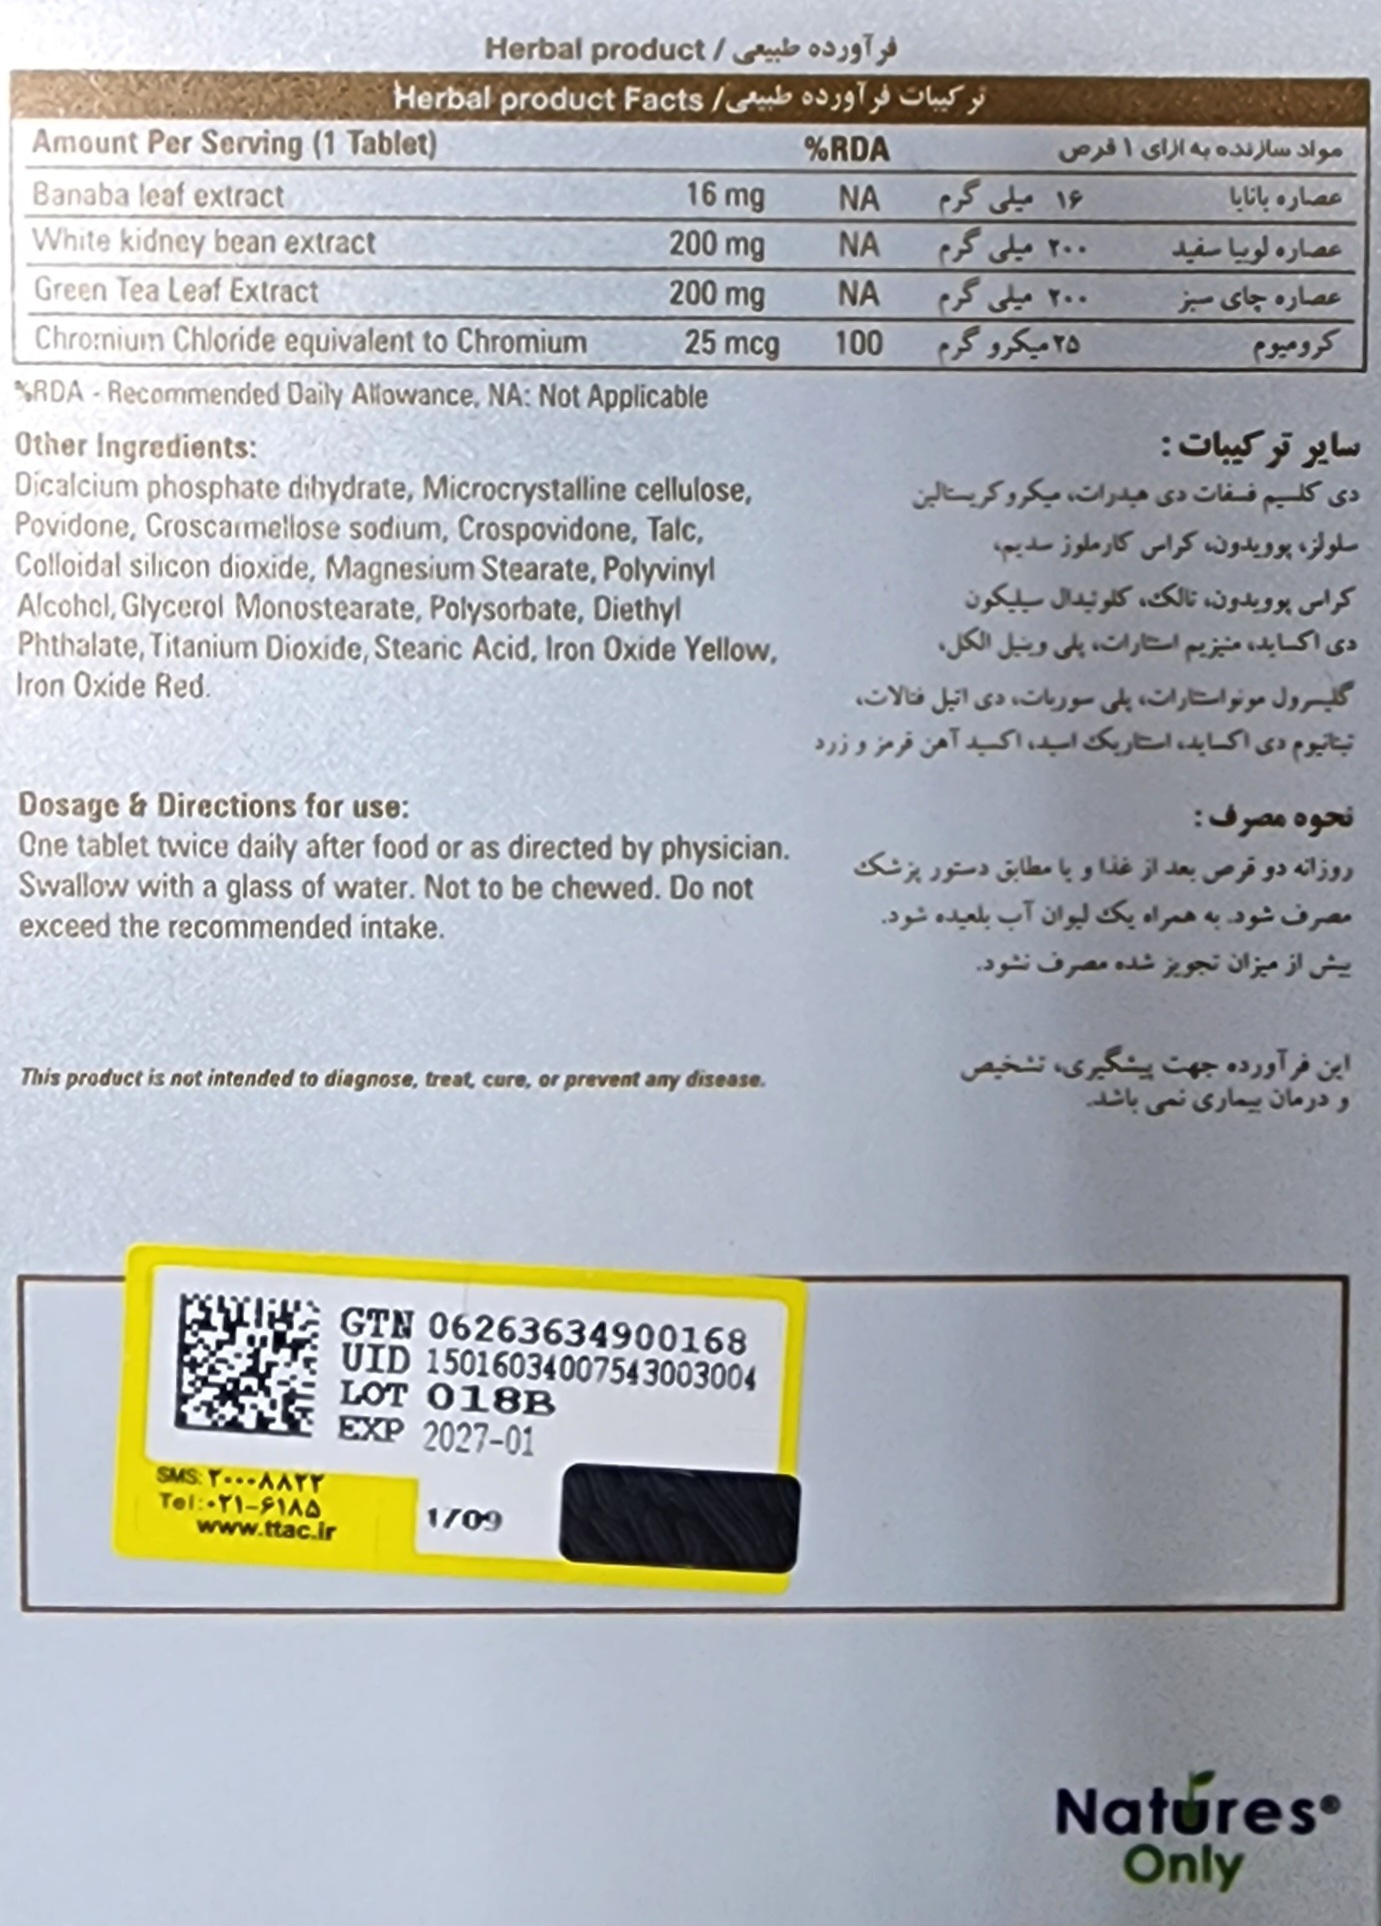 Herbal product / فرآورده طبیعی
Herbal product Facts / ترکیبات فرآورده طبیعی
Amount Per Serving (1 Tablet) %RDA مواد سازنده به ازای ۱ قرص
Banaba leaf extract 16 mg NA ۱۶ میلی گرم عصاره بانابا
White kidney bean extract 200 mg NA ۲۰۰ میلی گرم عصاره لوبیا سفید
Green Tea Leaf Extract 200 mg NA ۲۰۰ میلی گرم عصاره چای سبز
Chromium Chloride equivalent to Chromium 25 mcg 100 ۲۵میکرو گرم کرومیوم
%RDA - Recommended Daily Allowance, NA: Not Applicable
Other Ingredients:
Dicalcium phosphate dihydrate, Microcrystalline cellulose,
Povidone, Croscarmellose sodium, Crospovidone, Talc,
Colloidal silicon dioxide, Magnesium Stearate, Polyvinyl
Alcohol, Glycerol Monostearate, Polysorbate, Diethyl
Phthalate, Titanium Dioxide, Stearic Acid, Iron Oxide Yellow,
Iron Oxide Red.
سایر ترکیبات :
دی کلسیم فسفات دی هیدرات، میکروکریستالین
سلولز، پوویدون، کراس کارملوز سدیم،
کراس پوویدون، تالک، کلوئیدال سیلیکون
دی اکساید، منیزیم استارات، پلی وینیل الکل،
گلیسرول مونواستارات، پلی سوربات، دی اتیل فتالات،
تیتانیوم دی اکساید، استاریک اسید، اکسید آهن قرمز و زرد
Dosage & Directions for use:
One tablet twice daily after food or as directed by physician.
Swallow with a glass of water. Not to be chewed. Do not
exceed the recommended intake.
نحوه مصرف :
روزانه دو قرص بعد از غذا و یا مطابق دستور پزشک
مصرف شود. به همراه یک لیوان آب بلعیده شود.
بیش از میزان تجویز شده مصرف نشود.
This product is not intended to diagnose, treat, cure, or prevent any disease.
این فرآورده جهت پیشگیری، تشخیص
و درمان بیماری نمی باشد.
GTN 06263634900168
UID 15016034007543003004
LOT 018B
EXP 2027-01
SMS: ۲۰۰۰۸۸۲۲
Tel:۰۲۱-۶۱۸۵
www.ttac.ir
1709
Natures®
Only